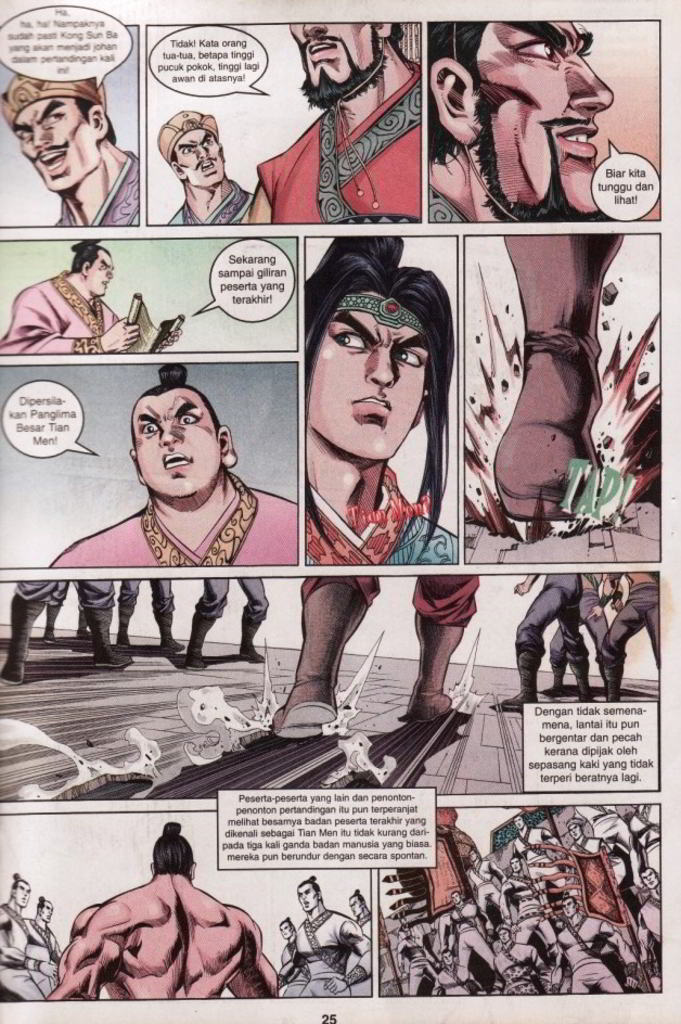 Ha,
ha, ha! Nampaknya
sudah pasti Kong Sun Ba
yang akan menjadi johan
dalam pertandingan kali
ini!
Tidak! Kata orang
tua-tua, betapa tinggi
pucuk pokok, tinggi lagi
awan di atasnya!
Biar kita
tunggu dan
lihat!
Sekarang
sampai giliran
peserta yang
terakhir!
Dipersila-
kan Panglima
Besar Tian
Men!
Tian Men?
TAP!
Dengan tidak semena-
mena, lantai itu pun
bergentar dan pecah
kerana dipijak oleh
sepasang kaki yang tidak
terperi beratnya lagi.
Peserta-peserta yang lain dan penonton-
penonton pertandingan itu pun terperanjat
melihat besarnya badan peserta terakhir yang
dikenali sebagai Tian Men itu tidak kurang dari-
pada tiga kali ganda badan manusia yang biasa.
mereka pun berundur dengan secara spontan.
25